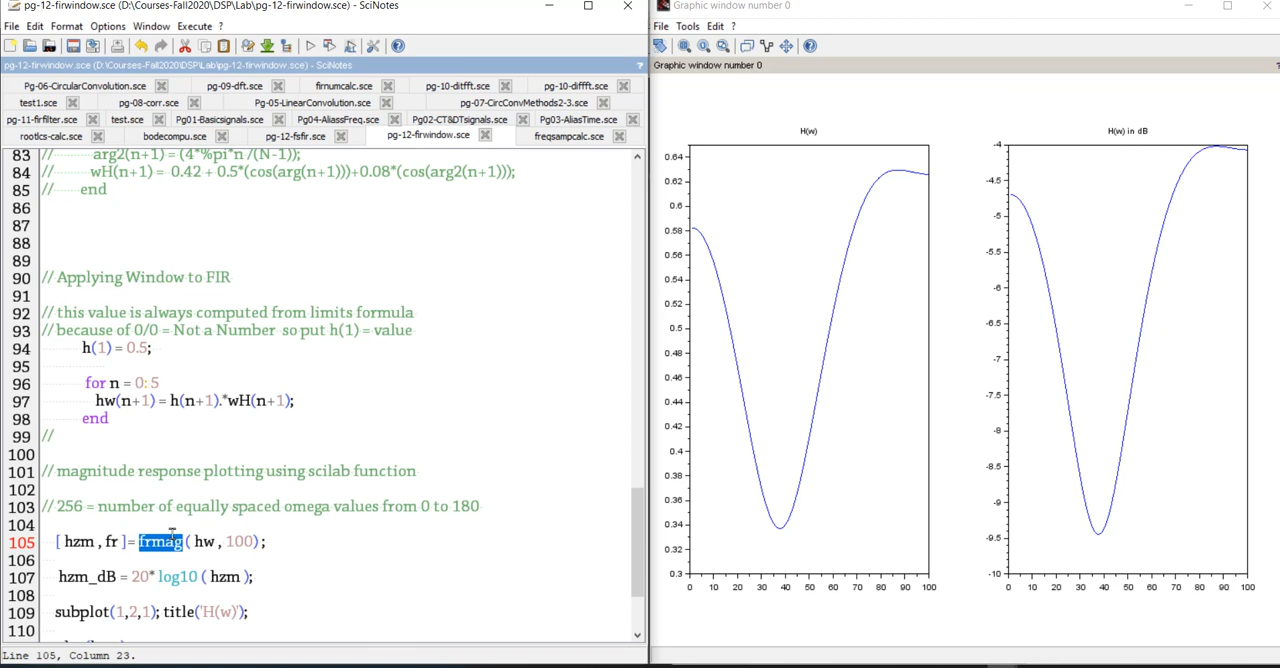 pg-12-firwindow.sce (D:\Courses-Fall2020\DSP\Lab\pg-12-firwindow.sce) - SciNotes
File Edit Format Options Window Execute ?
pg-12-firwindow.sce (D:\Courses-Fall2020\DSP\Lab\pg-12-firwindow.sce) - SciNotes ?
Pg-06-CircularConvolution.sce pg-09-dft.sce firnumcalc.sce pg-10-ditfft.sce pg-10-diffft.sce
test1.sce pg-08-corr.sce Pg-05-LinearConvolution.sce pg-07-CircConvMethods2-3.sce
pg-11-firfilter.sce test.sce Pg01-Basicsignals.sce Pg04-AliassFreq.sce Pg02-CT&DTsignals.sce Pg03-AliasTime.sce
rootlcs-calc.sce bodecompu.sce pg-12-fsfir.sce pg-12-firwindow.sce freqsampcalc.sce
83 // arg2(n+1) = (4*%pi*n /(N-1));
84 // wH(n+1) = 0.42 + 0.5*(cos(arg(n+1)))+0.08*(cos(arg2(n+1)));
85 // end
86
87
88
89
90 // Applying Window to FIR
91
92 // this value is always computed from limits formula
93 // because of 0/0 = Not a Number so put h(1) = value
94 h(1) = 0.5;
95
96 for n = 0:5
97 hw(n+1) = h(n+1).*wH(n+1);
98 end
99 //
100
101 // magnitude response plotting using scilab function
102
103 // 256 = number of equally spaced omega values from 0 to 180
104
105 [ hzm , fr ]= frmag ( hw , 100) ;
106
107 hzm_dB = 20* log10 ( hzm );
108
109 subplot(1,2,1); title('H(w)');
110
Line 105, Column 23.
Graphic window number 0
File Tools Edit ?
Graphic window number 0 ?
H(w)
0.64
0.62
0.6
0.58
0.56
0.54
0.52
0.5
0.48
0.46
0.44
0.42
0.4
0.38
0.36
0.34
0.32
0.3
0 10 20 30 40 50 60 70 80 90 100
H(w) in dB
-4
-4.5
-5
-5.5
-6
-6.5
-7
-7.5
-8
-8.5
-9
-9.5
-10
0 10 20 30 40 50 60 70 80 90 100